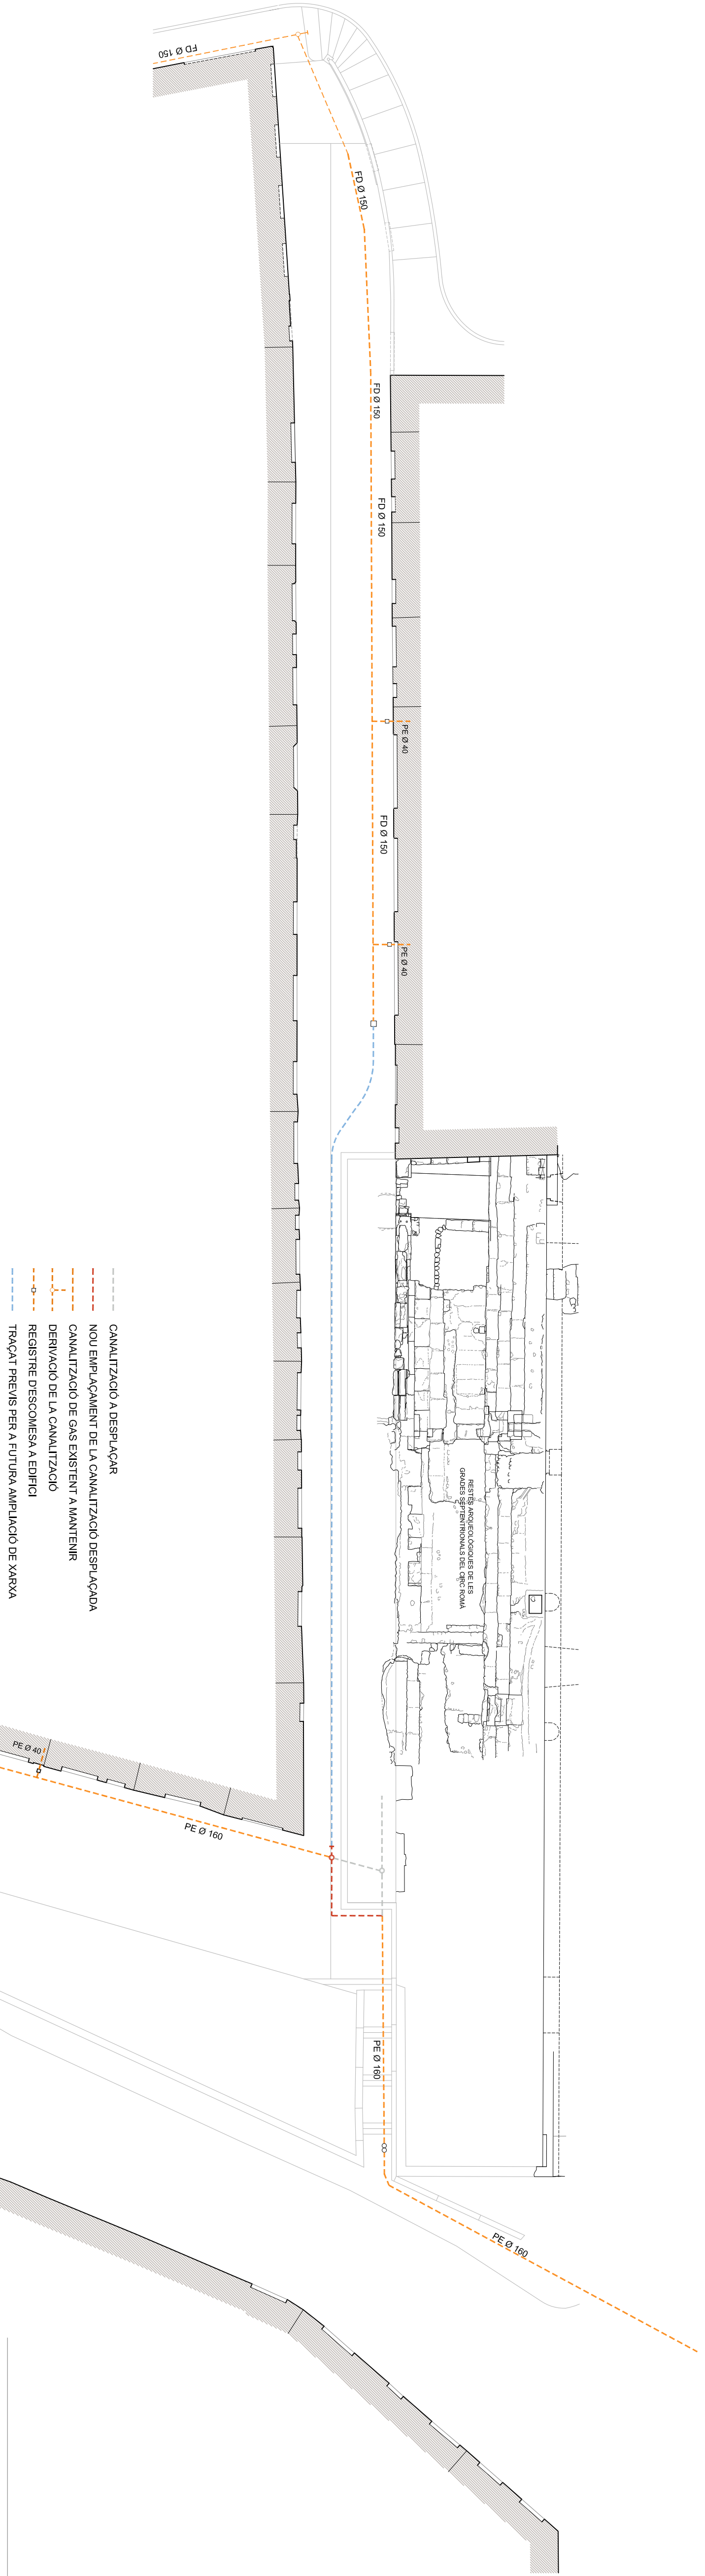 FD Ø 150
FD Ø 150
FD Ø 150
FD Ø 150
PE Ø 40
FD Ø 150
PE Ø 40
RESTES ARQUEOLÒGIQUES DE LES
GRADES SEPTENTRIONALS DEL CIRC ROMÀ
CANALITZACIÓ A DESPLAÇAR
NOU EMPLAÇAMENT DE LA CANALITZACIÓ DESPLAÇADA
CANALITZACIÓ DE GAS EXISTENT A MANTENIR
DERIVACIÓ DE LA CANALITZACIÓ
REGISTRE D'ESCOMESA A EDIFICI
TRAÇAT PREVIS PER A FUTURA AMPLIACIÓ DE XARXA
PE Ø 40
PE Ø 160
PE Ø 160
PE Ø 160